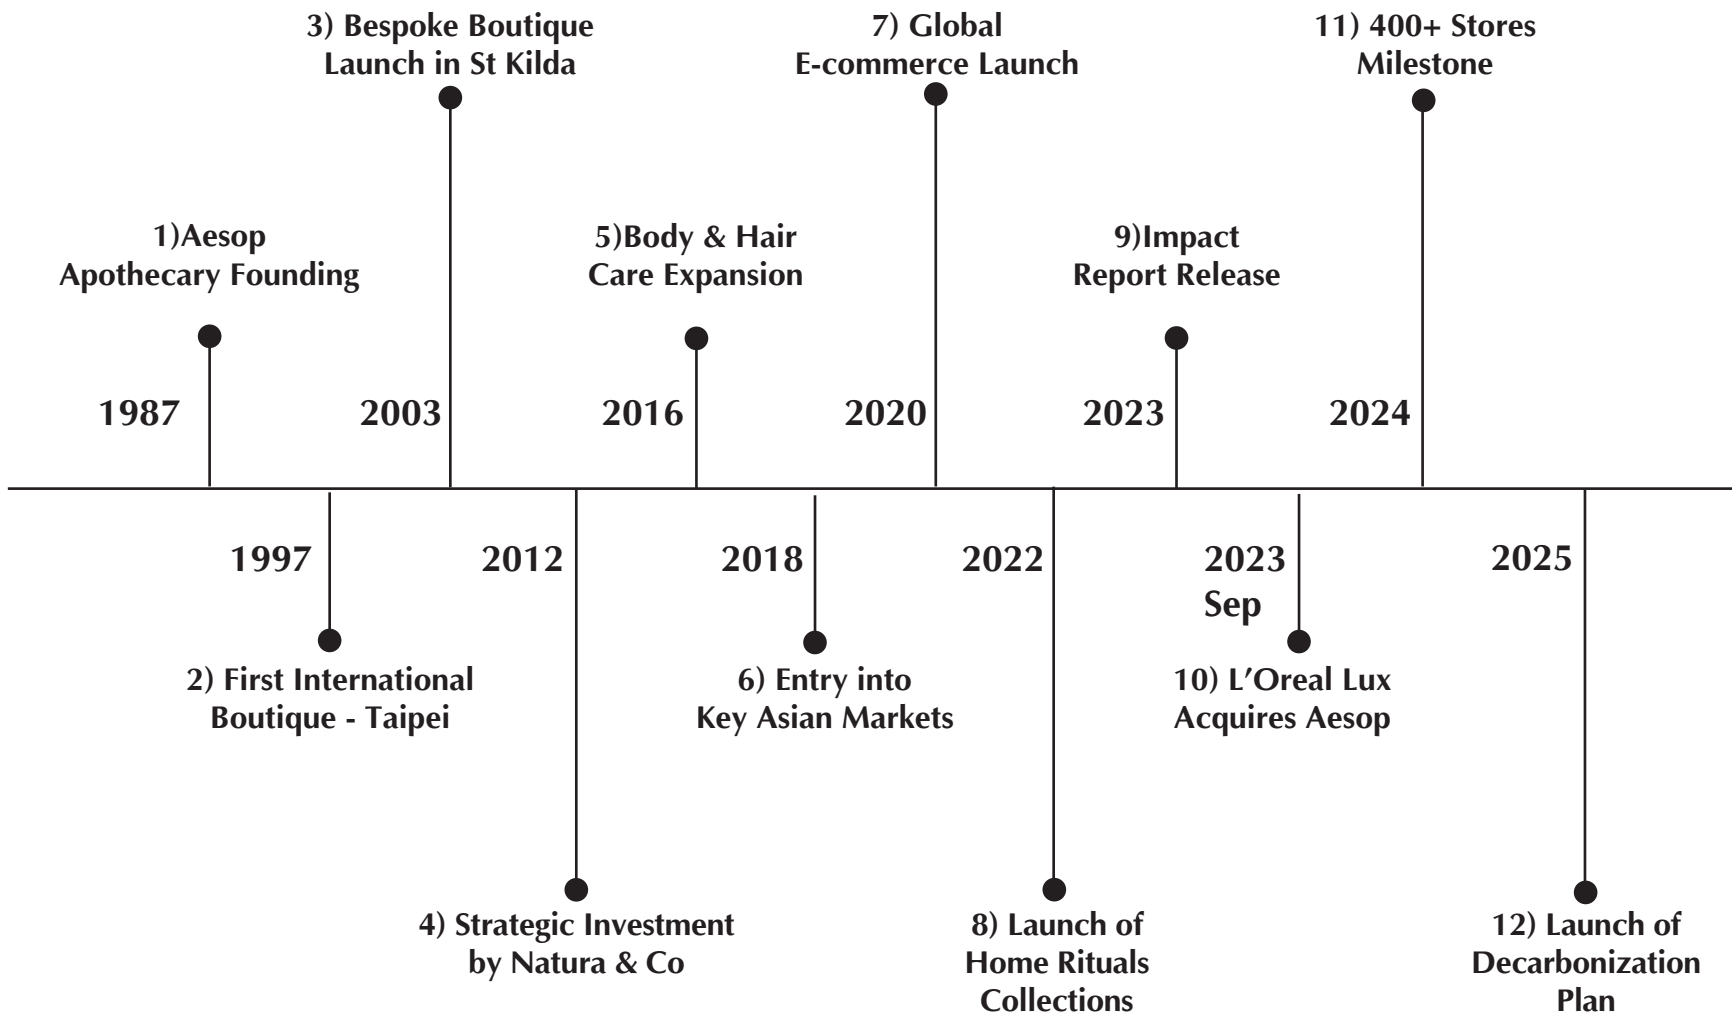 3) Bespoke Boutique
Launch in St Kilda
7) Global
E-commerce Launch
11) 400+ Stores
Milestone
1)Aesop
Apothecary Founding
5)Body & Hair
Care Expansion
9)Impact
Report Release
1987
2003
2016
2020
2023
2024
1997
2012
2018
2022
2023
Sep
2025
2) First International
Boutique - Taipei
6) Entry into
Key Asian Markets
10) L’Oreal Lux
Acquires Aesop
4) Strategic Investment
by Natura & Co
8) Launch of
Home Rituals
Collections
12) Launch of
Decarbonization
Plan